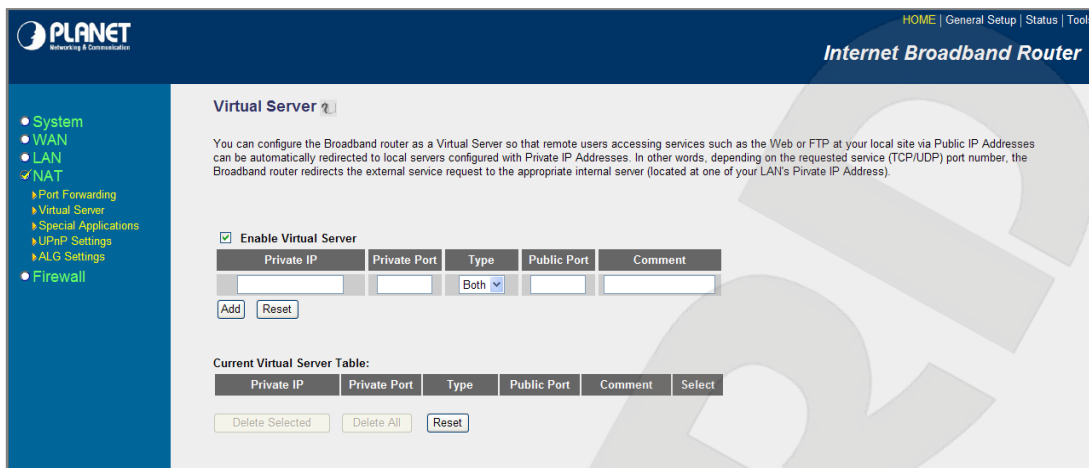 PLANET
Networking & Communication
HOME | General Setup | Status | Tools
Internet Broadband Router
System
WAN
LAN
NAT
Port Forwarding
Virtual Server
Special Applications
UPnP Settings
ALG Settings
Firewall
Virtual Server
You can configure the Broadband router as a Virtual Server so that remote users accessing services such as the Web or FTP at your local site via Public IP Addresses
can be automatically redirected to local servers configured with Private IP Addresses. In other words, depending on the requested service (TCP/UDP) port number, the
Broadband router redirects the external service request to the appropriate internal server (located at one of your LAN's Private IP Address).
Enable Virtual Server
Private IP Private Port Type Public Port Comment
Both
Add Reset
Current Virtual Server Table:
Private IP Private Port Type Public Port Comment Select
Delete Selected Delete All Reset